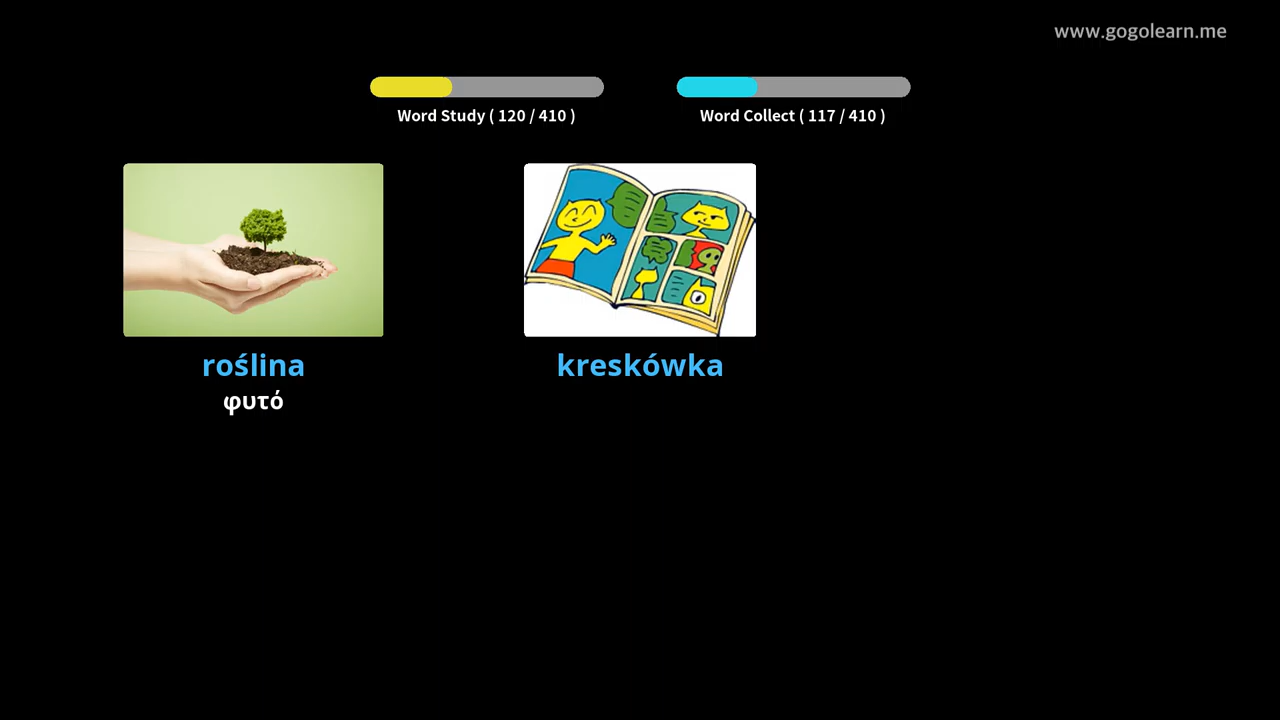 www.gogolearn.me
Word Study ( 120 / 410 )
Word Collect ( 117 / 410 )
roślina
φυτό
kreskówka